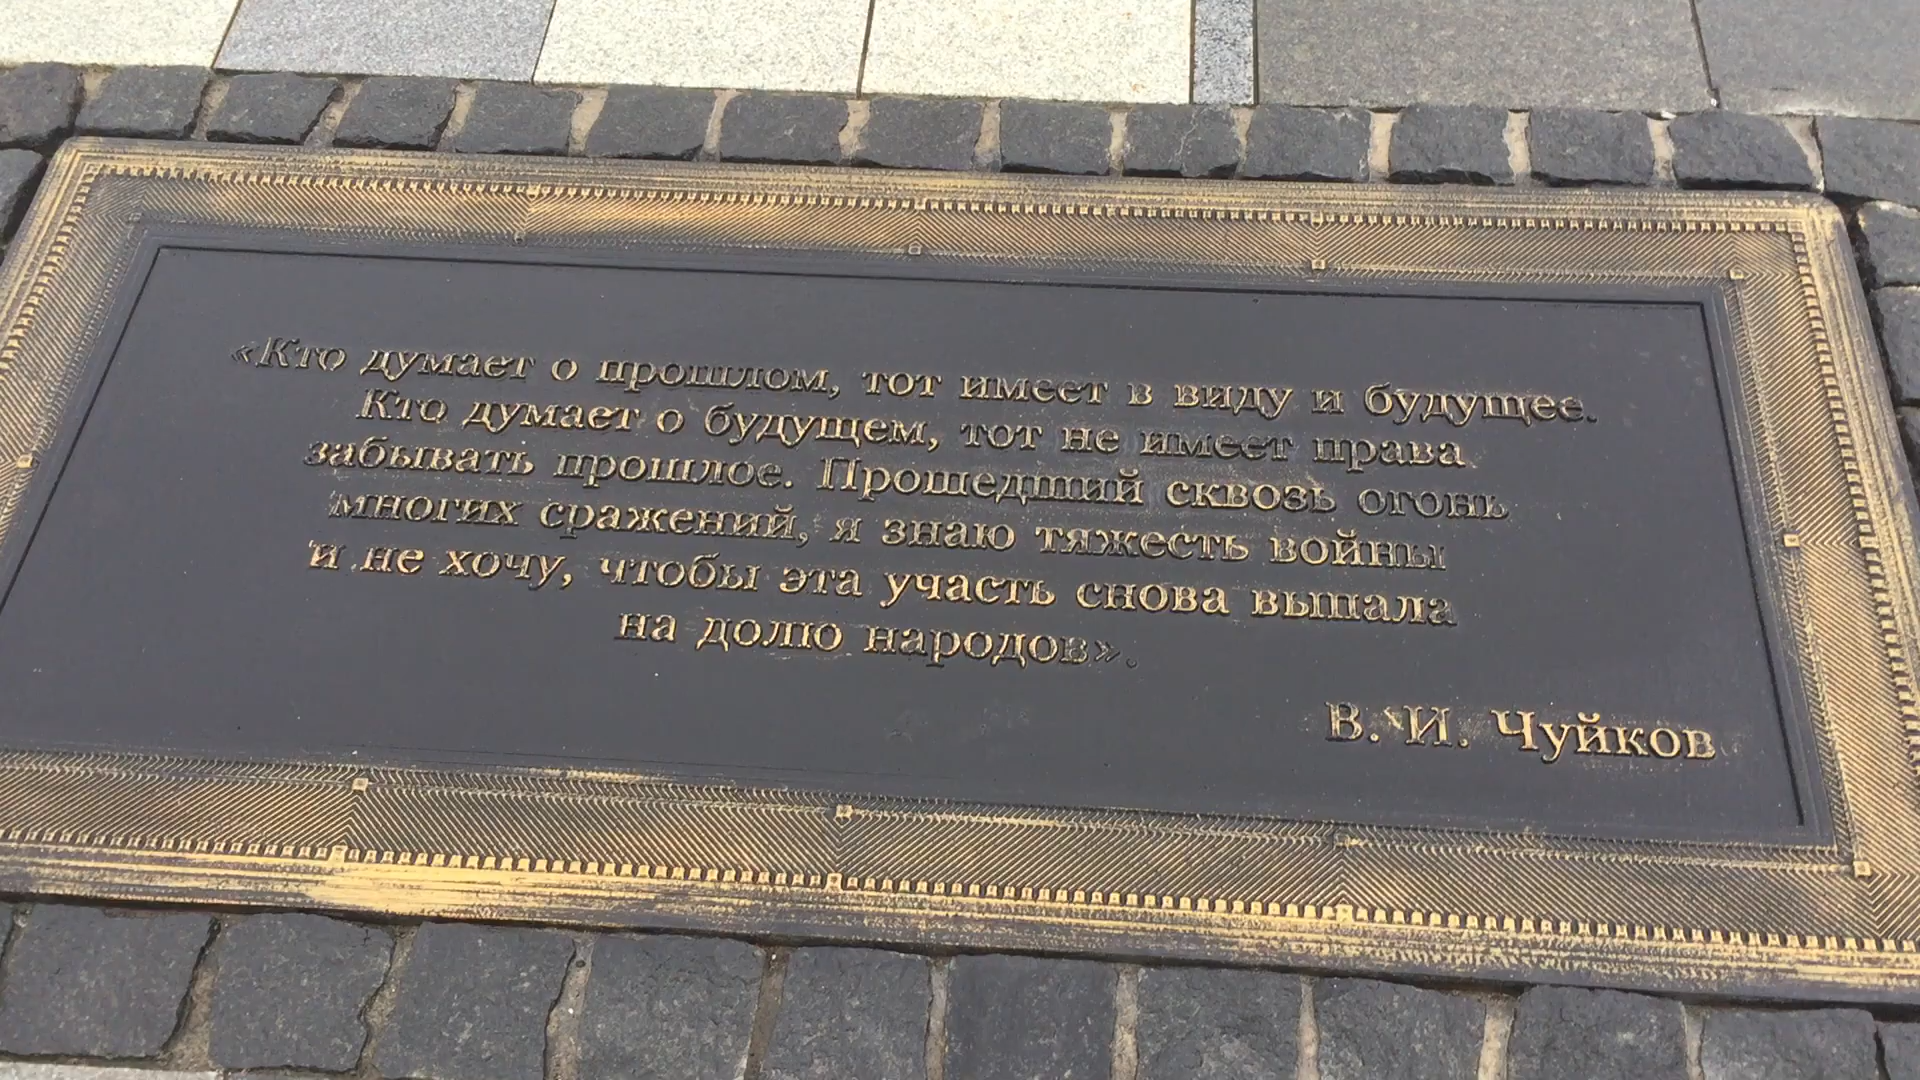 «Кто думает о прошлом, тот имеет в виду и будущее.
Кто думает о будущем, тот не имеет права
забывать прошлое. Прошедший сквозь огонь
многих сражений, я знаю тяжесть войны
и не хочу, чтобы эта участь снова выпала
на долю народов».
В. И. Чуйков